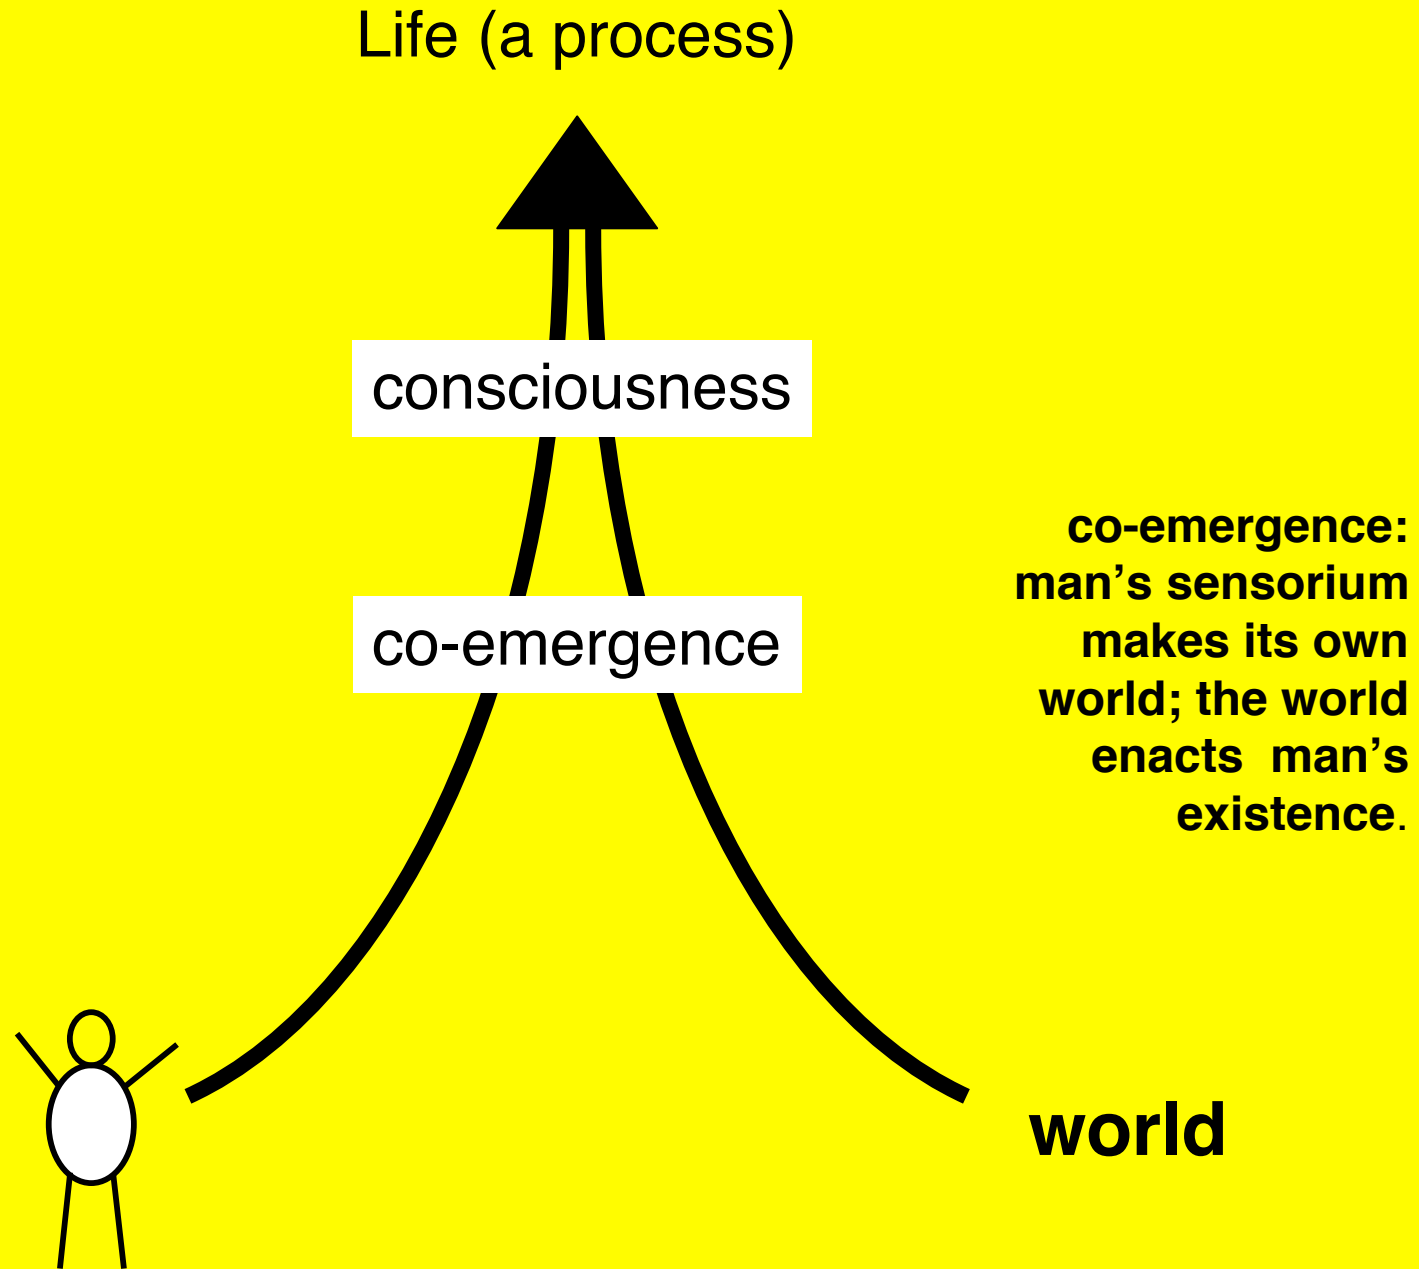 Life (a process)
consciousness
co-emergence
co-emergence:
man’s sensorium
makes its own
world; the world
enacts  man’s
existence.
world